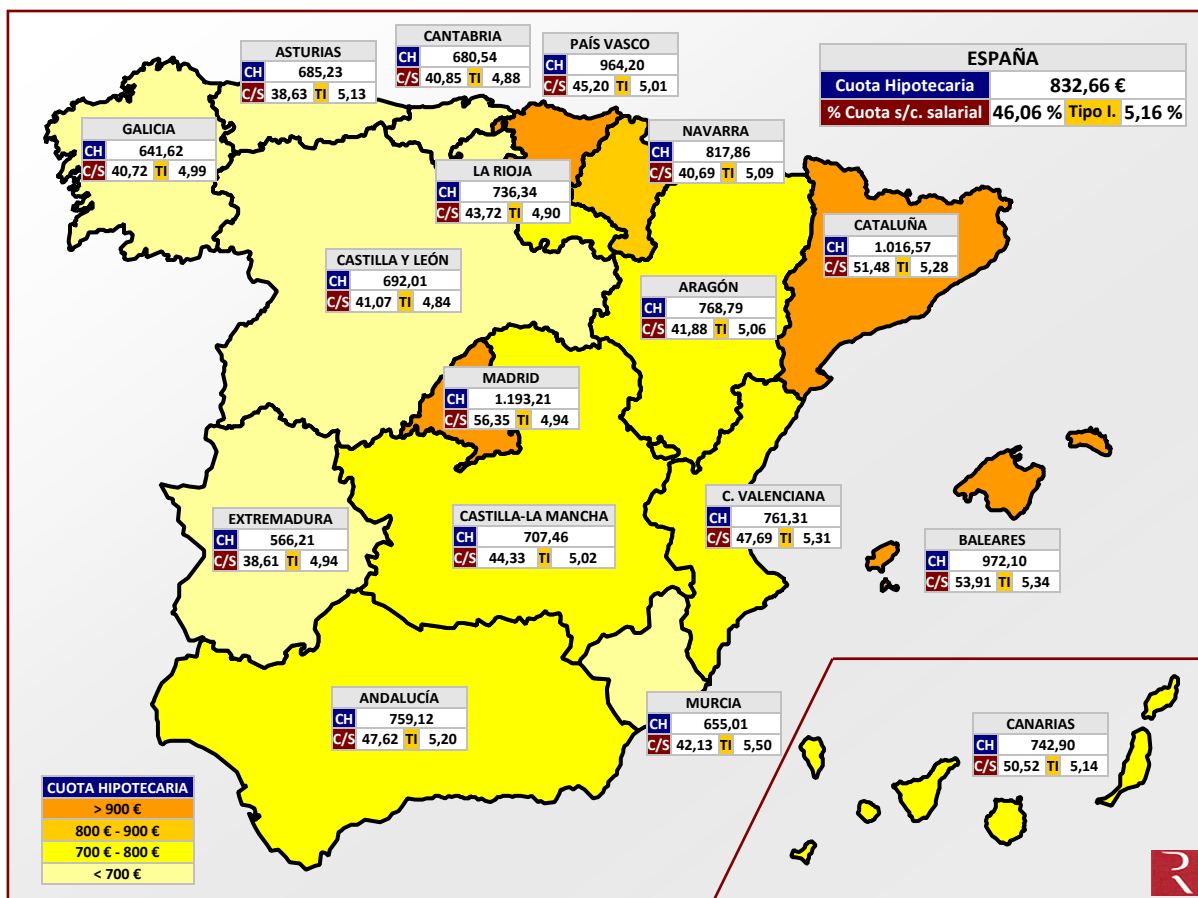 ASTURIAS
CH 685,23
C/S 38,63 TI 5,13
CANTABRIA
CH 680,54
C/S 40,85 TI 4,88
PAÍS VASCO
CH 964,20
C/S 45,20 TI 5,01
ESPAÑA
Cuota Hipotecaria 832,66 €
% Cuota s/c. salarial 46,06 % Tipo I. 5,16 %
GALICIA
CH 641,62
C/S 40,72 TI 4,99
NAVARRA
CH 817,86
C/S 40,69 TI 5,09
LA RIOJA
CH 736,34
C/S 43,72 TI 4,90
CATALUÑA
CH 1.016,57
C/S 51,48 TI 5,28
CASTILLA Y LEÓN
CH 692,01
C/S 41,07 TI 4,84
ARAGÓN
CH 768,79
C/S 41,88 TI 5,06
MADRID
CH 1.193,21
C/S 56,35 TI 4,94
EXTREMADURA
CH 566,21
C/S 38,61 TI 4,94
CASTILLA-LA MANCHA
CH 707,46
C/S 44,33 TI 5,02
C. VALENCIANA
CH 761,31
C/S 47,69 TI 5,31
BALEARES
CH 972,10
C/S 53,91 TI 5,34
ANDALUCÍA
CH 759,12
C/S 47,62 TI 5,20
MURCIA
CH 655,01
C/S 42,13 TI 5,50
CANARIAS
CH 742,90
C/S 50,52 TI 5,14
CUOTA HIPOTECARIA
> 900 €
800 € - 900 €
700 € - 800 €
< 700 €
R